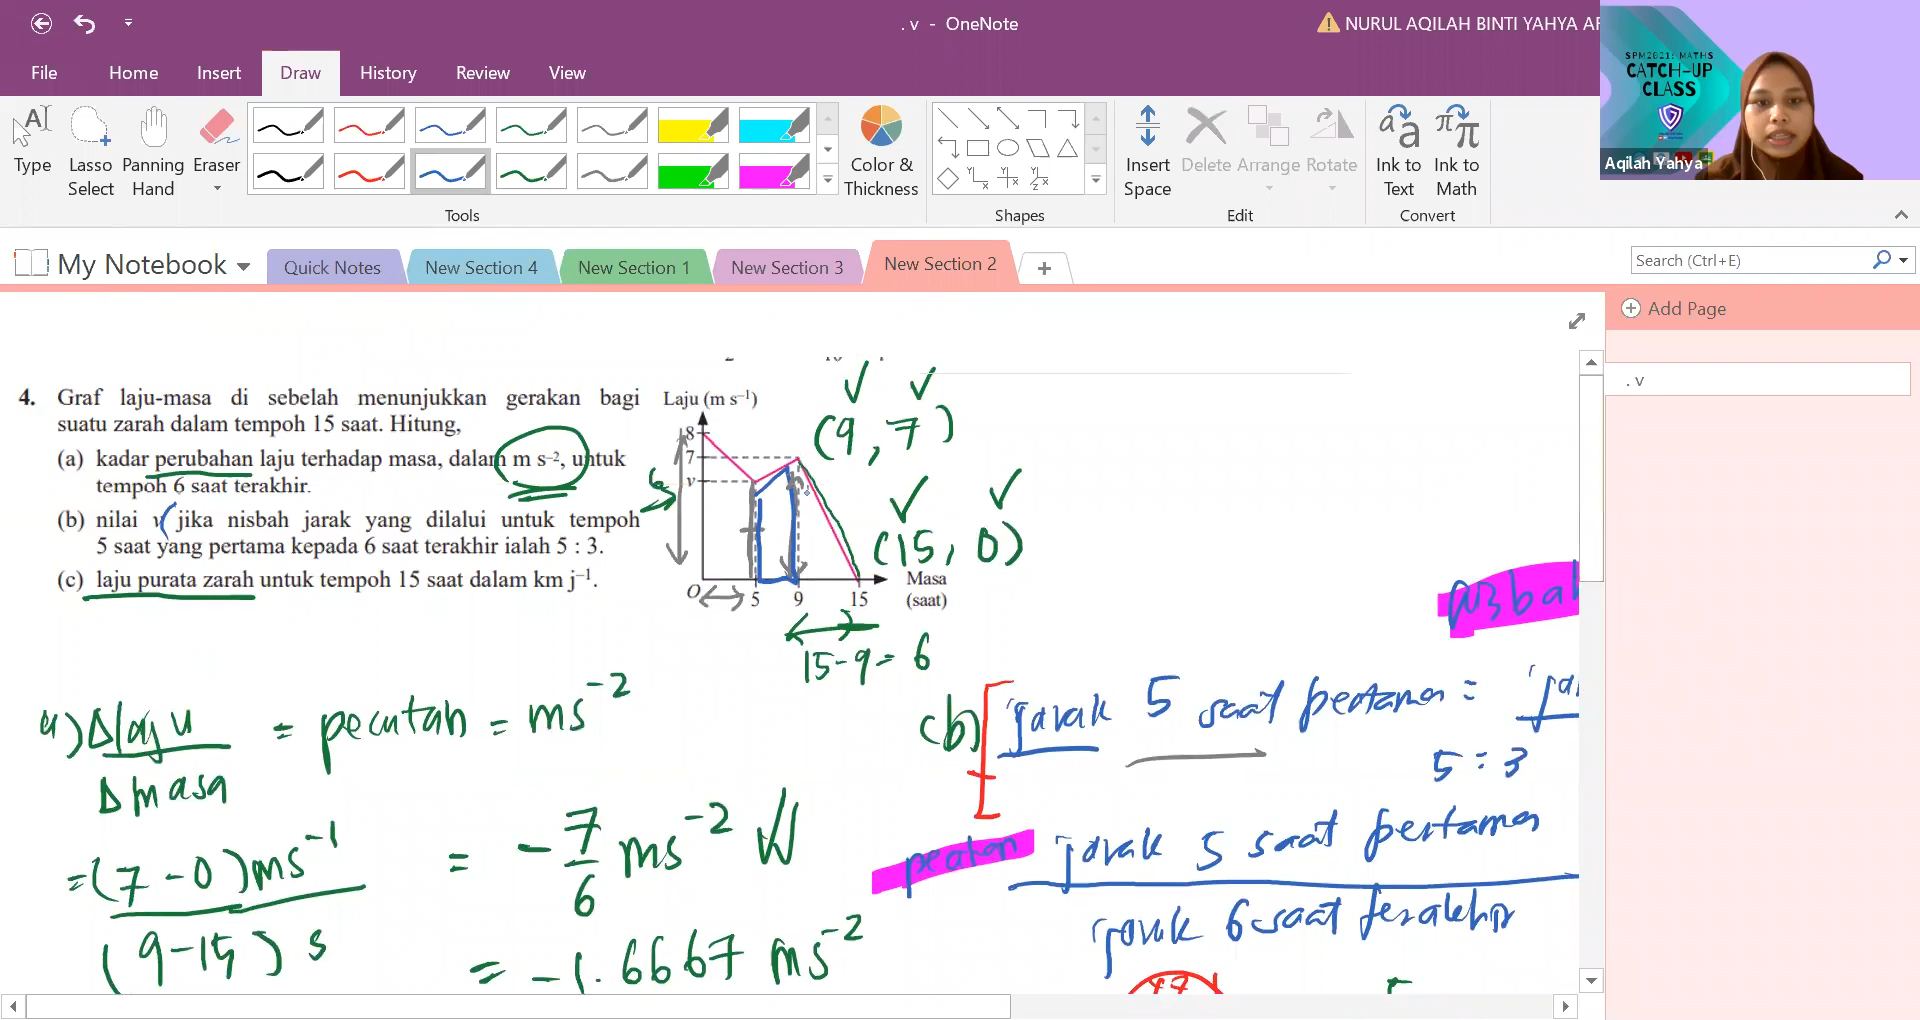 . v - OneNote
NURUL AQILAH BINTI YAHYA AF
File Home Insert Draw History Review View
Type
Lasso Select
Panning Hand
Eraser
Color & Thickness
Insert Space
Delete
Arrange
Rotate
Ink to Text
Ink to Math
Tools
Shapes
Edit
Convert
SPM2021: MATHS
CATCH-UP
CLASS
Aqilah Yahya
My Notebook
Quick Notes
New Section 4
New Section 1
New Section 3
New Section 2
Search (Ctrl+E)
Add Page
. v
4. Graf laju-masa di sebelah menunjukkan gerakan bagi
suatu zarah dalam tempoh 15 saat. Hitung,
(a) kadar perubahan laju terhadap masa, dalam m s⁻², untuk
tempoh 6 saat terakhir.
(b) nilai v jika nisbah jarak yang dilalui untuk tempoh
5 saat yang pertama kepada 6 saat terakhir ialah 5 : 3.
(c) laju purata zarah untuk tempoh 15 saat dalam km j⁻¹.
Laju (m s⁻¹)
8
7
v
O 5 9 15
Masa
(saat)
(9, 7)
(15, 0)
6
15-9 = 6
a) Δlaju = pecutan = ms⁻²
Δmasa
= (7-0)ms⁻¹
(9-15) s
= -7/6 ms⁻²
= -1.6667 ms⁻²
(b) Jarak 5 saat pertama =
5 : 3
Jarak 5 saat pertama
Jarak 6 saat terakhir